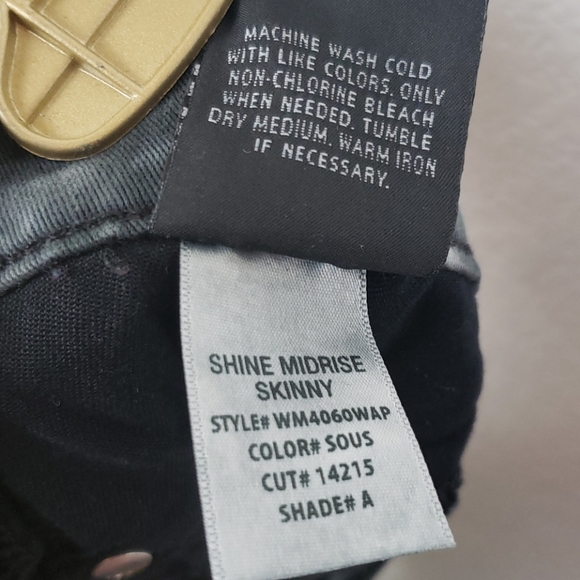 MACHINE WASH COLD
WITH LIKE COLORS. ONLY
NON-CHLORINE BLEACH
WHEN NEEDED. TUMBLE
DRY MEDIUM. WARM IRON
IF NECESSARY.
SHINE MIDRISE
SKINNY
STYLE# WM4060WAP
COLOR# SOUS
CUT# 14215
SHADE# A